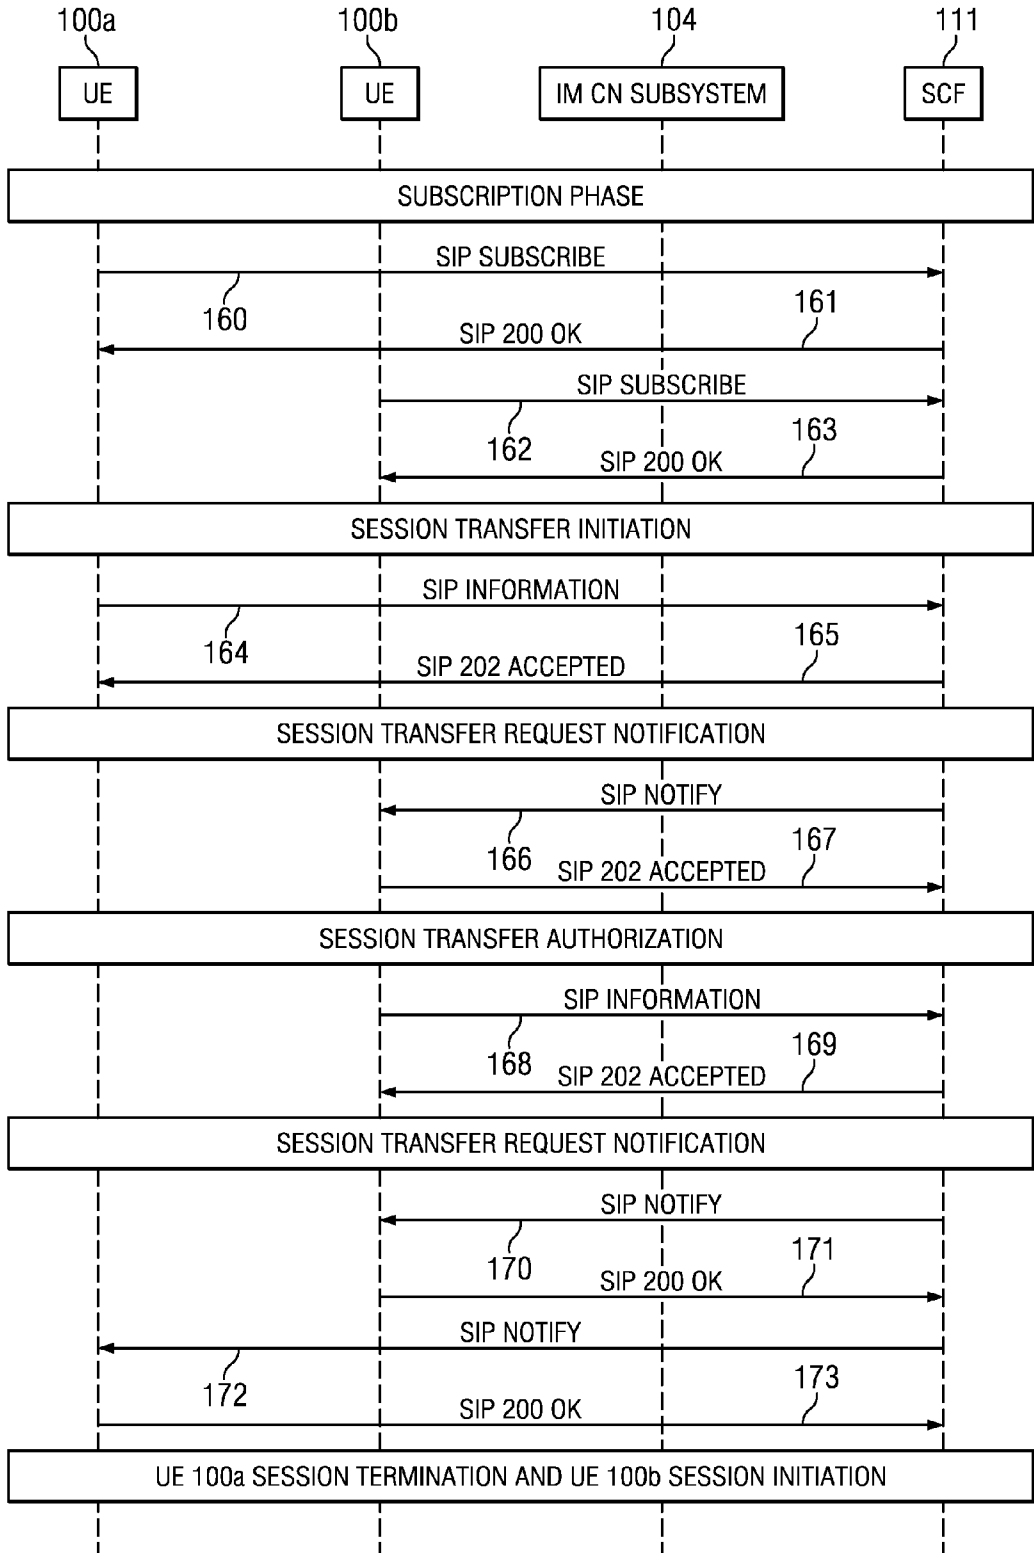 100a 100b 104 111
UE UE IM CN SUBSYSTEM SCF
SUBSCRIPTION PHASE
SIP SUBSCRIBE
160 161
SIP 200 OK
SIP SUBSCRIBE
162 163
SIP 200 OK
SESSION TRANSFER INITIATION
SIP INFORMATION
164 165
SIP 202 ACCEPTED
SESSION TRANSFER REQUEST NOTIFICATION
SIP NOTIFY
166 167
SIP 202 ACCEPTED
SESSION TRANSFER AUTHORIZATION
SIP INFORMATION
168 169
SIP 202 ACCEPTED
SESSION TRANSFER REQUEST NOTIFICATION
SIP NOTIFY
170 171
SIP 200 OK
SIP NOTIFY
172 173
SIP 200 OK
UE 100a SESSION TERMINATION AND UE 100b SESSION INITIATION